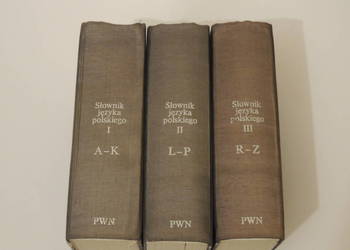 Słownik
języka
polskiego
I
A-K
PWN
Słownik
języka
polskiego
II
L-P
PWN
Słownik
języka
polskiego
III
R-Z
PWN